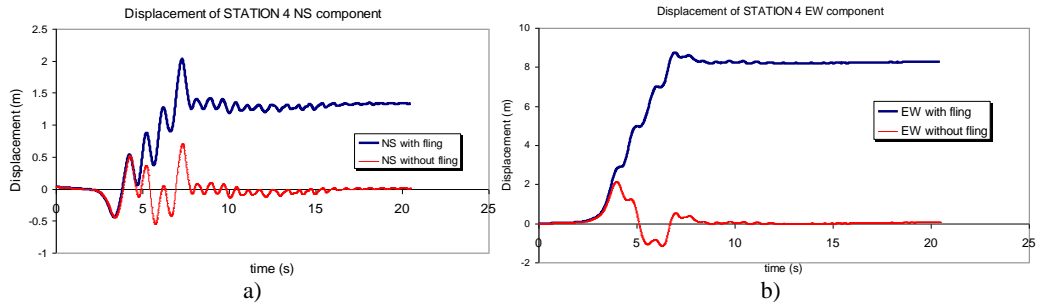 Displacement of STATION 4 NS component
2.5
2
1.5
1
0.5
0
-0.5
-1
0 5 10 15 20 25
Displacement (m)
time (s)
NS with fling
NS without fling
a)
Displacement of STATION 4 EW component
10
8
6
4
2
0
-2
0 5 10 15 20 25
Displacement (m)
time (s)
EW with fling
EW without fling
b)